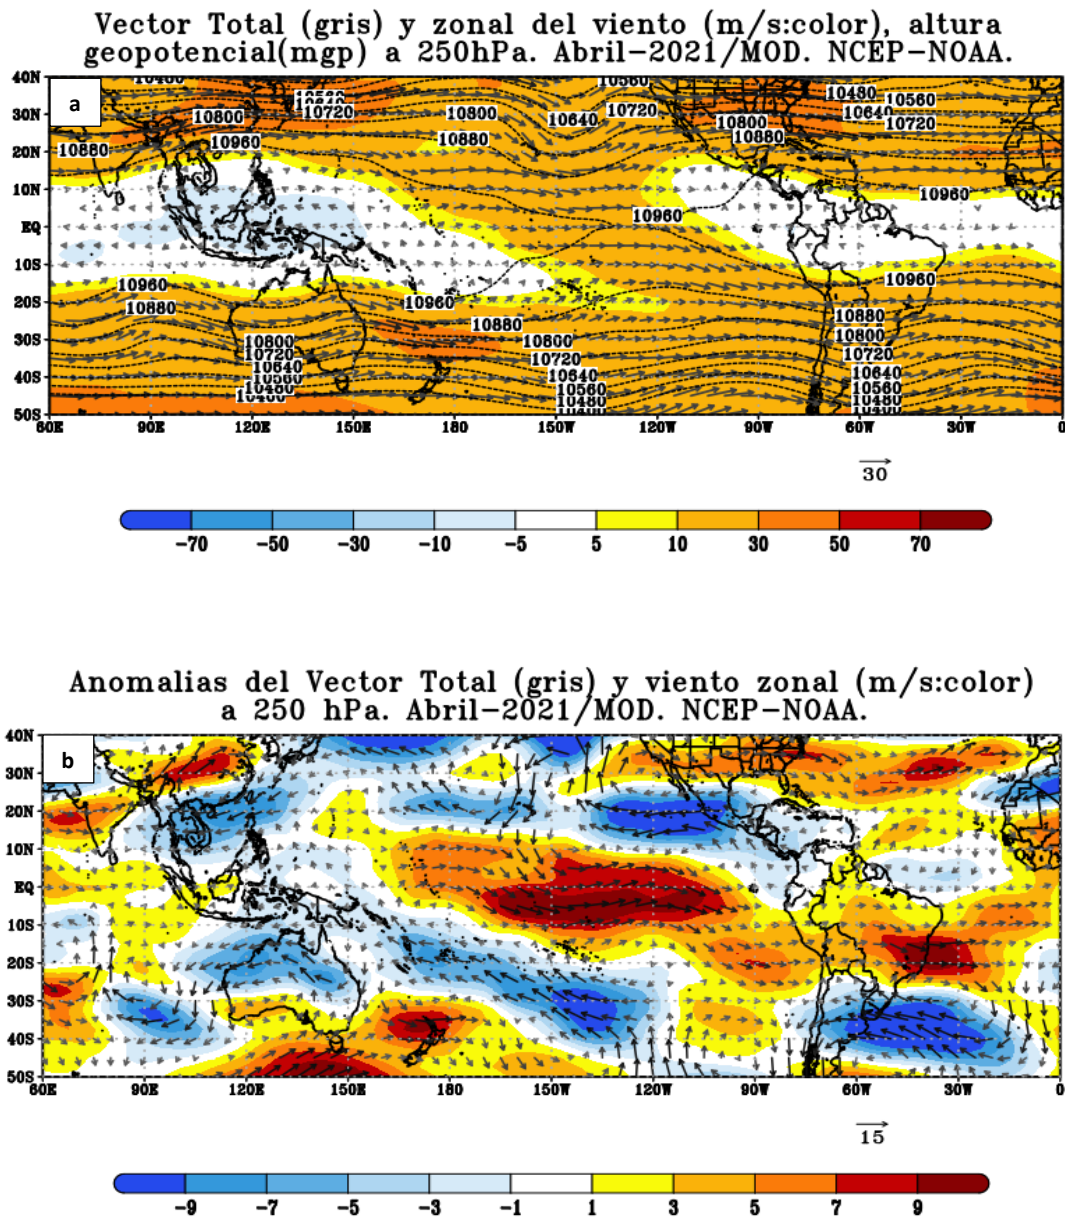 Vector Total (gris) y zonal del viento (m/s:color), altura
geopotencial(mgp) a 250hPa. Abril-2021/MOD. NCEP-NOAA.
a
40N
30N
20N
10N
EQ
10S
20S
30S
40S
50S
10480
10560
10640
10720
10800
10880
10960
10800
10880
10640
10560
10720
10800
10880
10480
10560
10640
10720
10960
10960
10960
10880
10800
10720
10640
10560
10480
10400
10960
10880
10800
10720
10640
10560
10480
10400
10960
10880
10800
10720
10640
10560
10480
10400
60E 90E 120E 150E 180 150W 120W 90W 60W 30W 0
30
-70 -50 -30 -10 -5 5 10 30 50 70
Anomalias del Vector Total (gris) y viento zonal (m/s:color)
a 250 hPa. Abril-2021/MOD. NCEP-NOAA.
b
40N
30N
20N
10N
EQ
10S
20S
30S
40S
50S
60E 90E 120E 150E 180 150W 120W 90W 60W 30W 0
15
-9 -7 -5 -3 -1 1 3 5 7 9